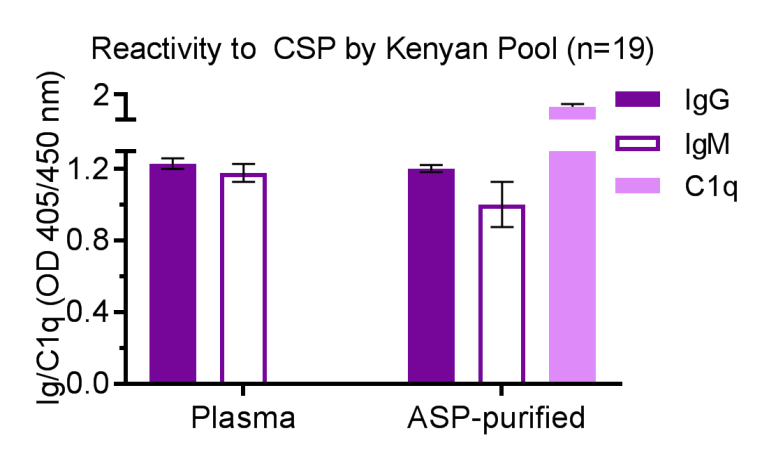 Reactivity to CSP by Kenyan Pool (n=19)
Ig/C1q (OD 405/450 nm)
2
1.2
0.8
0.4
0.0
Plasma
ASP-purified
IgG
IgM
C1q